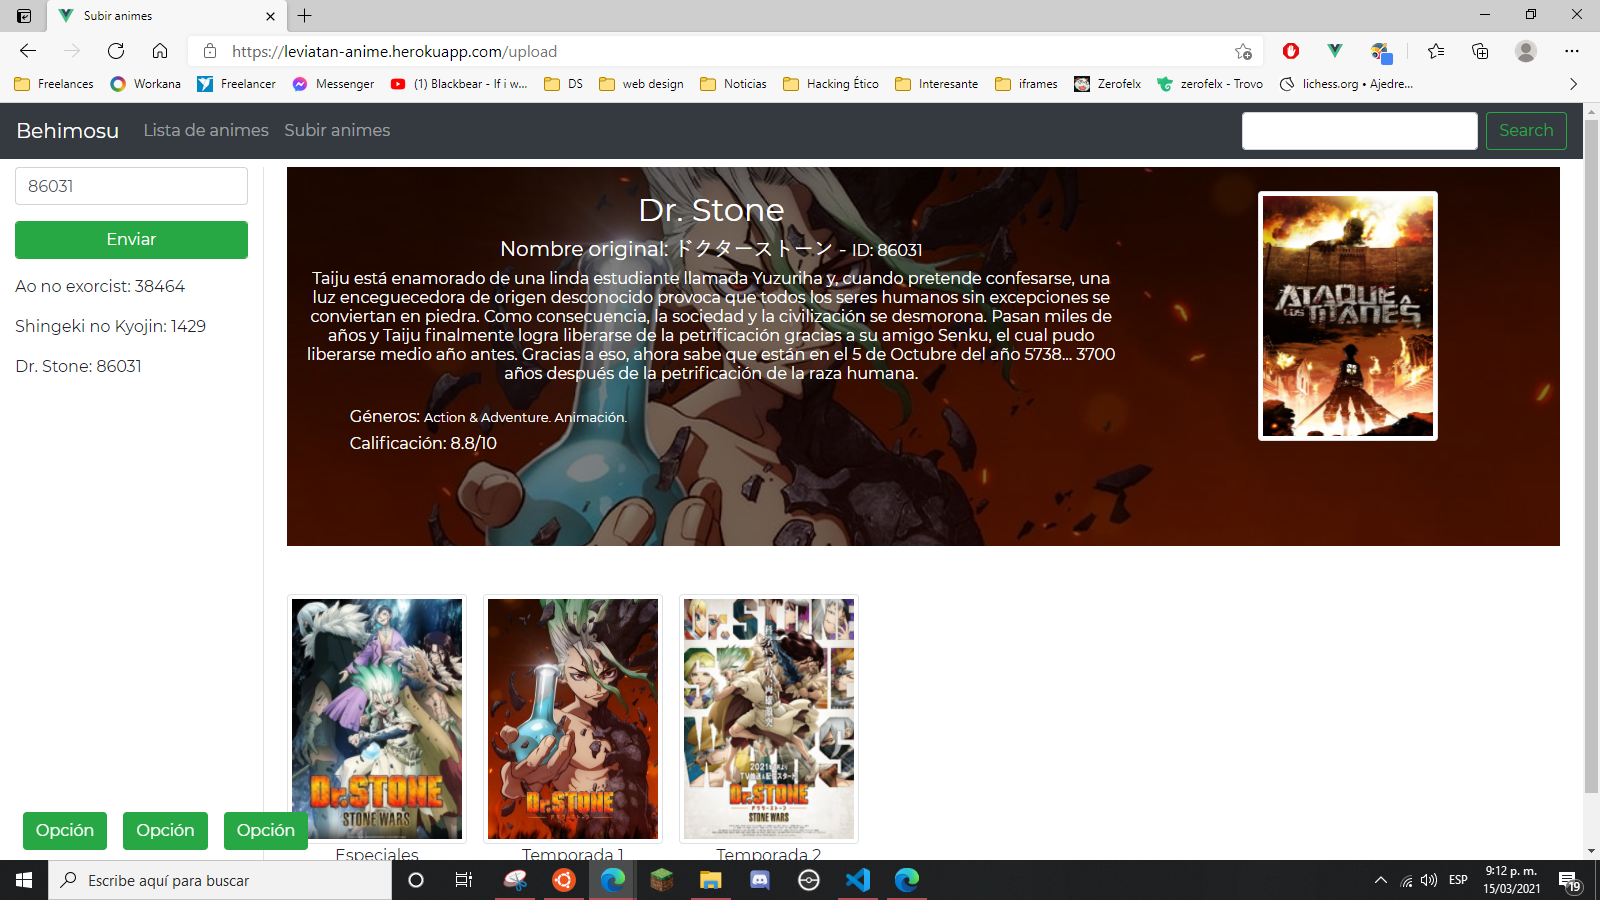 Subir animes
https://leviatan-anime.herokuapp.com/upload
Freelances
Workana
Freelancer
Messenger
(1) Blackbear - If i w...
DS
web design
Noticias
Hacking Ético
Interesante
iframes
Zerofelx
zerofelx - Trovo
lichess.org • Ajedre...
Behimosu
Lista de animes
Subir animes
Search
86031
Enviar
Ao no exorcist: 38464
Shingeki no Kyojin: 1429
Dr. Stone: 86031
Dr. Stone
Nombre original: ドクターストーン - ID: 86031
Taiju está enamorado de una linda estudiante llamada Yuzuriha y, cuando pretende confesarse, una
luz enceguecedora de origen desconocido provoca que todos los seres humanos sin excepciones se
conviertan en piedra. Como consecuencia, la sociedad y la civilización se desmorona. Pasan miles de
años y Taiju finalmente logra liberarse de la petrificación gracias a su amigo Senku, el cual pudo
liberarse medio año antes. Gracias a eso, ahora sabe que están en el 5 de Octubre del año 5738... 3700
años después de la petrificación de la raza humana.
Géneros: Action & Adventure. Animación.
Calificación: 8.8/10
ATAQUE A
LOS TITANES
Dr.STONE
STONE WARS
Especiales
Dr.STONE
Temporada 1
Dr.STONE
STONE WARS
Dr.STONE
STONE WARS
Temporada 2
Opción
Opción
Opción
Escribe aquí para buscar
ESP
9:12 p. m.
15/03/2021
19